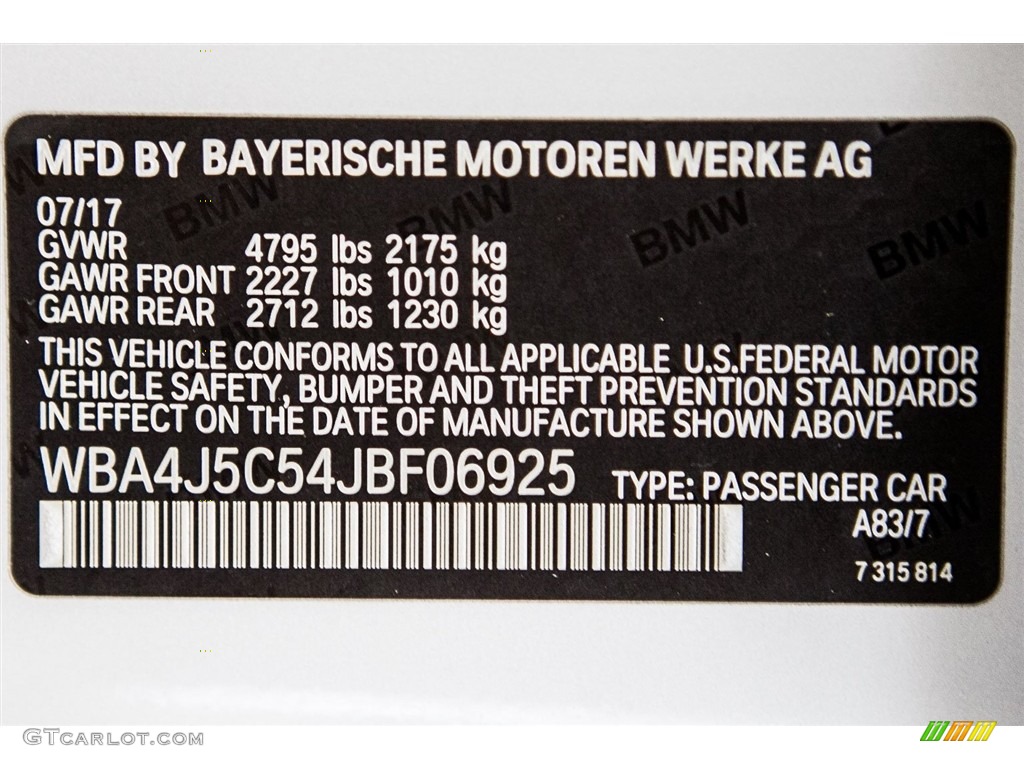 MFD BY BAYERISCHE MOTOREN WERKE AG
07/17
GVWR 4795 lbs 2175 kg
GAWR FRONT 2227 lbs 1010 kg
GAWR REAR 2712 lbs 1230 kg
THIS VEHICLE CONFORMS TO ALL APPLICABLE U.S.FEDERAL MOTOR
VEHICLE SAFETY, BUMPER AND THEFT PREVENTION STANDARDS
IN EFFECT ON THE DATE OF MANUFACTURE SHOWN ABOVE.
WBA4J5C54JBF06925 TYPE: PASSENGER CAR
A83/7
7 315 814
BMW BMW BMW BMW
GTCARLOT.COM